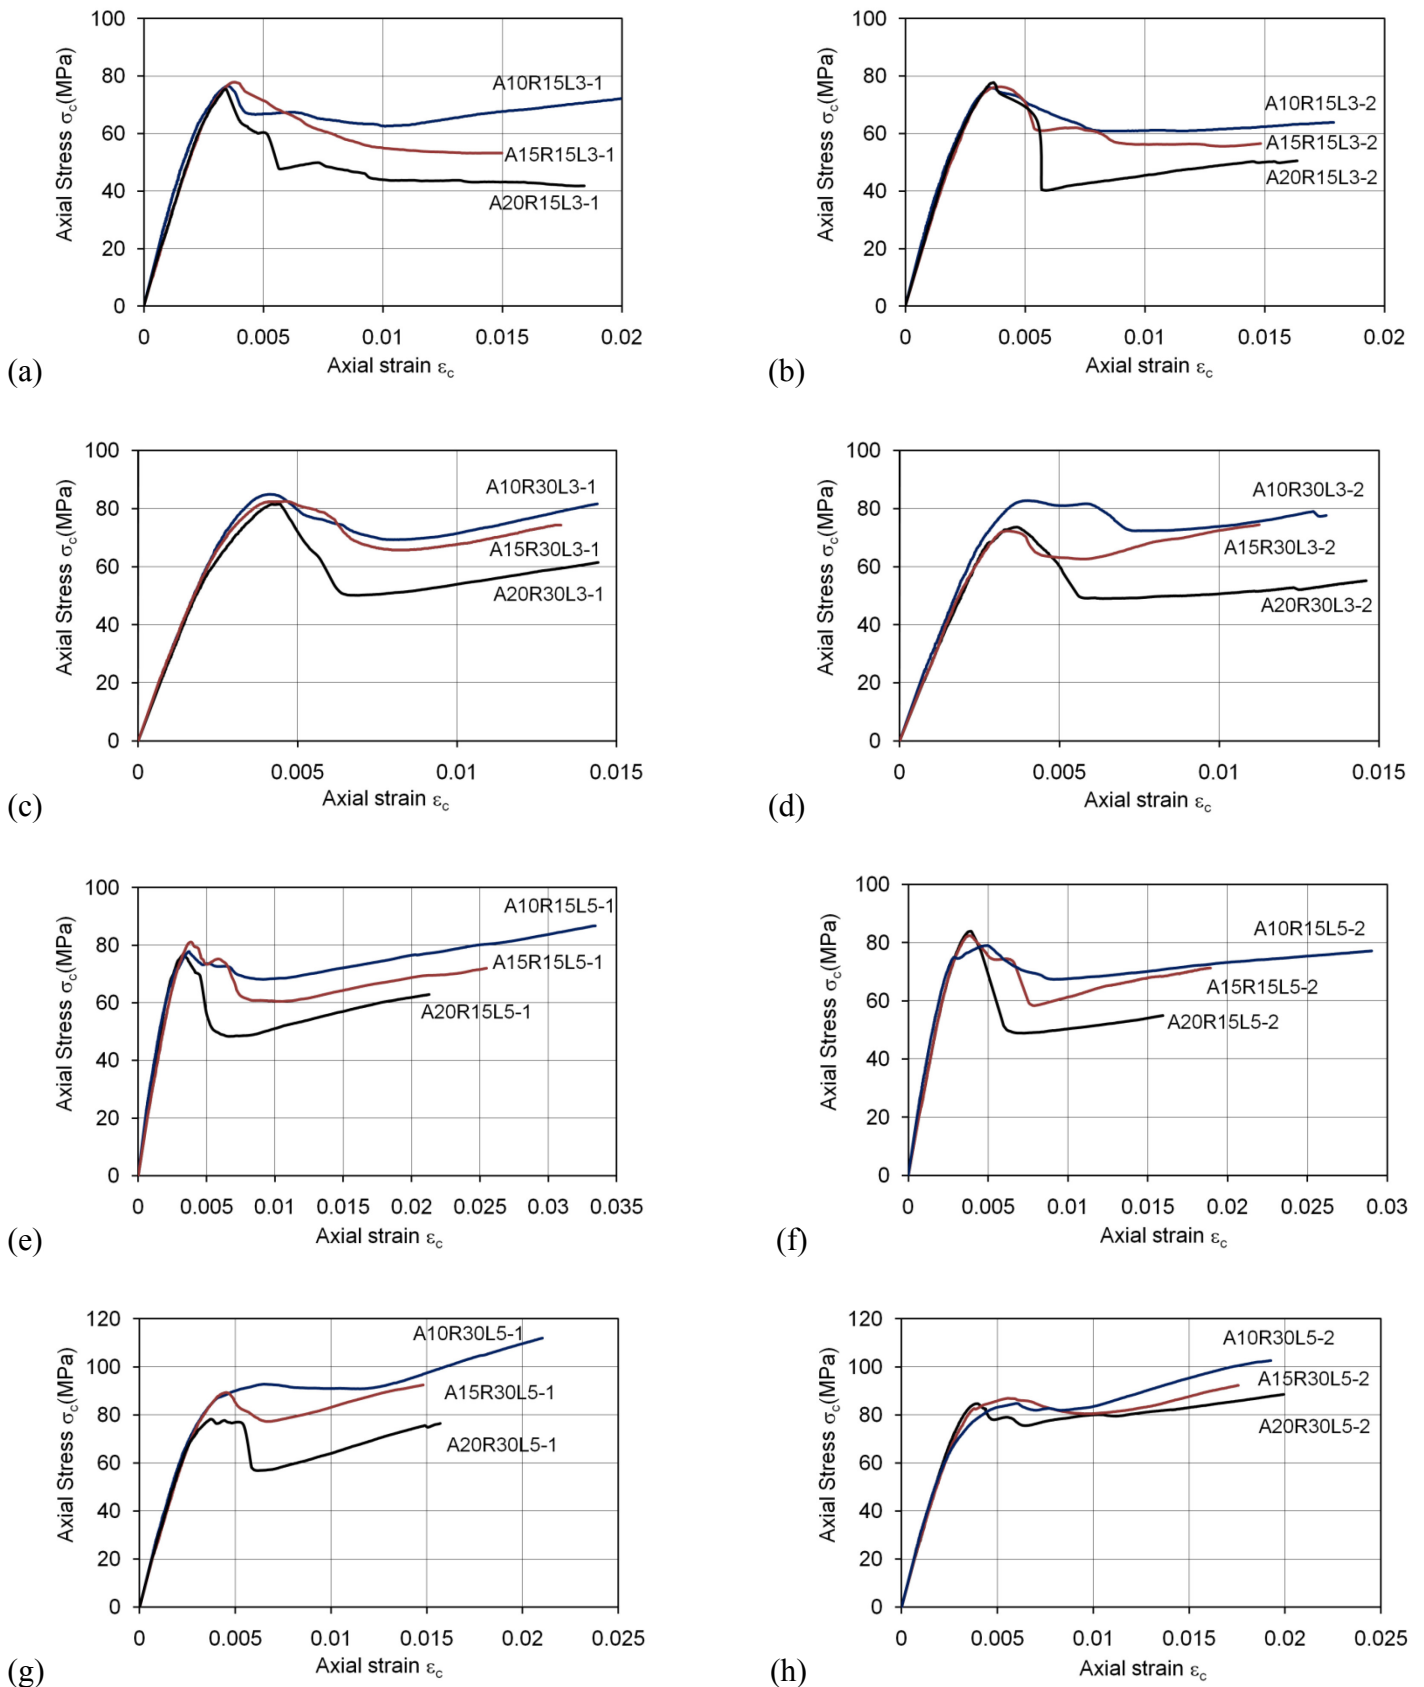 100
80
60
40
20
0
Axial Stress σc(MPa)
A10R15L3-1
A15R15L3-1
A20R15L3-1
0 0.005 0.01 0.015 0.02
Axial strain εc
(a)
100
80
60
40
20
0
Axial Stress σc(MPa)
A10R15L3-2
A15R15L3-2
A20R15L3-2
0 0.005 0.01 0.015 0.02
Axial strain εc
(b)
100
80
60
40
20
0
Axial Stress σc(MPa)
A10R30L3-1
A15R30L3-1
A20R30L3-1
0 0.005 0.01 0.015
Axial strain εc
(c)
100
80
60
40
20
0
Axial Stress σc(MPa)
A10R30L3-2
A15R30L3-2
A20R30L3-2
0 0.005 0.01 0.015
Axial strain εc
(d)
100
80
60
40
20
0
Axial Stress σc(MPa)
A10R15L5-1
A15R15L5-1
A20R15L5-1
0 0.005 0.01 0.015 0.02 0.025 0.03 0.035
Axial strain εc
(e)
100
80
60
40
20
0
Axial Stress σc(MPa)
A10R15L5-2
A15R15L5-2
A20R15L5-2
0 0.005 0.01 0.015 0.02 0.025 0.03
Axial strain εc
(f)
120
100
80
60
40
20
0
Axial Stress σc(MPa)
A10R30L5-1
A15R30L5-1
A20R30L5-1
0 0.005 0.01 0.015 0.02 0.025
Axial strain εc
(g)
120
100
80
60
40
20
0
Axial Stress σc(MPa)
A10R30L5-2
A15R30L5-2
A20R30L5-2
0 0.005 0.01 0.015 0.02 0.025
Axial strain εc
(h)